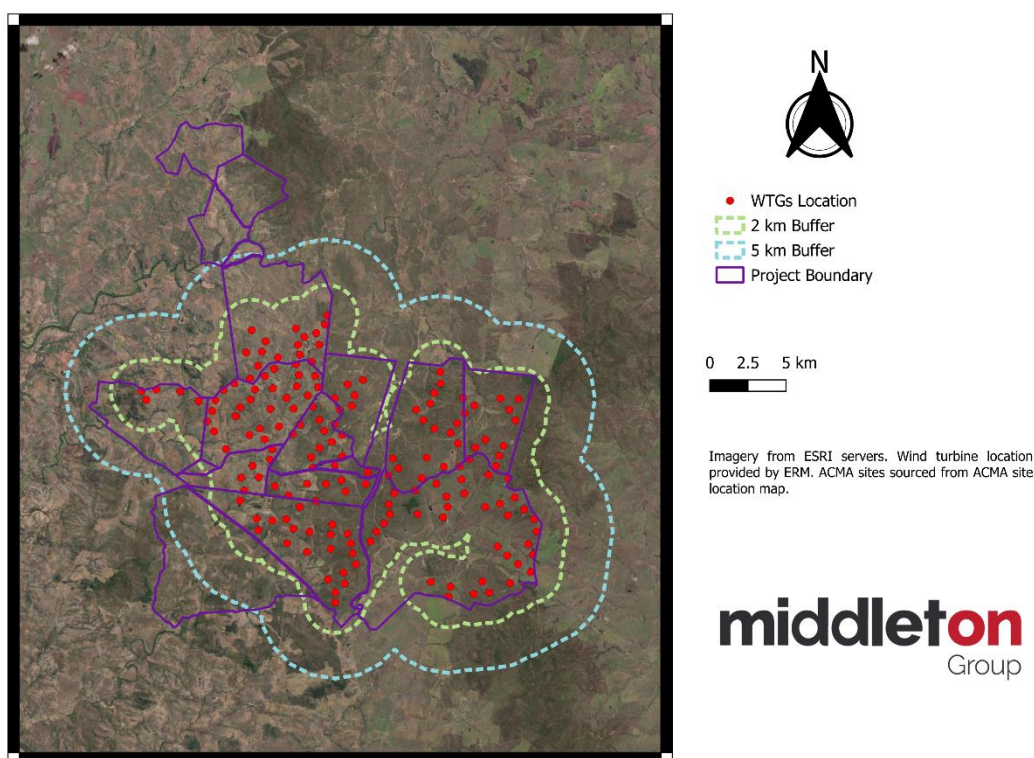 N
WTGs Location
2 km Buffer
5 km Buffer
Project Boundary
0 2.5 5 km
Imagery from ESRI servers. Wind turbine location
provided by ERM. ACMA sites sourced from ACMA site
location map.
middleton
Group